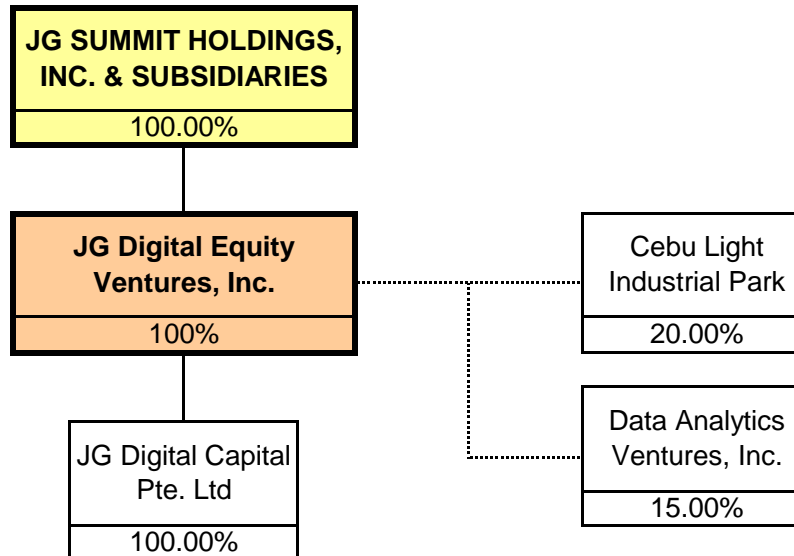 JG SUMMIT HOLDINGS,
INC. & SUBSIDIARIES
100.00%
JG Digital Equity
Ventures, Inc.
100%
Cebu Light
Industrial Park
20.00%
Data Analytics
Ventures, Inc.
15.00%
JG Digital Capital
Pte. Ltd
100.00%